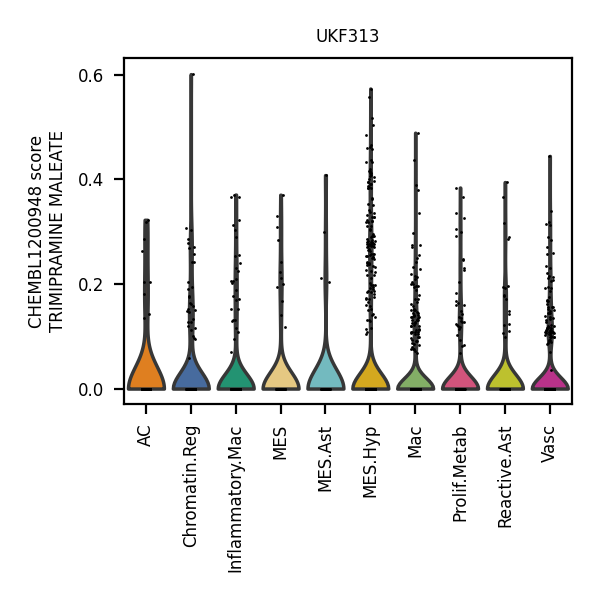 UKF313
CHEMBL1200948 score
TRIMIPRAMINE MALEATE
0.6
0.4
0.2
0.0
AC
Chromatin.Reg
Inflammatory.Mac
MES
MES.Ast
MES.Hyp
Mac
Prolif.Metab
Reactive.Ast
Vasc